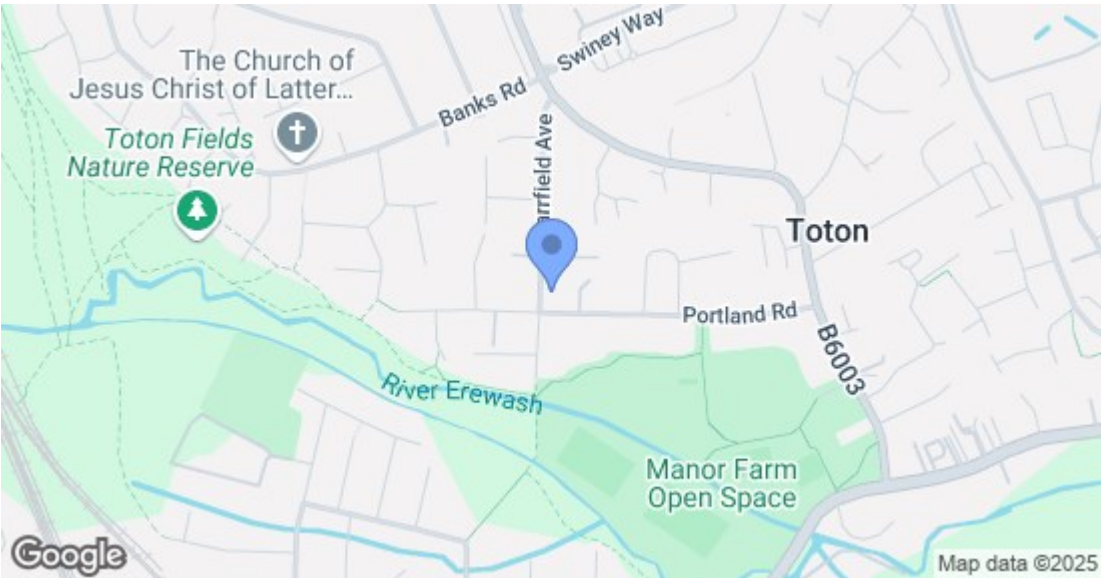 Swiney Way
The Church of
Jesus Christ of Latter...
Banks Rd
Toton Fields
Nature Reserve
Toton
Portland Rd
B6003
River Erewash
Manor Farm
Open Space
Google
Map data ©2025